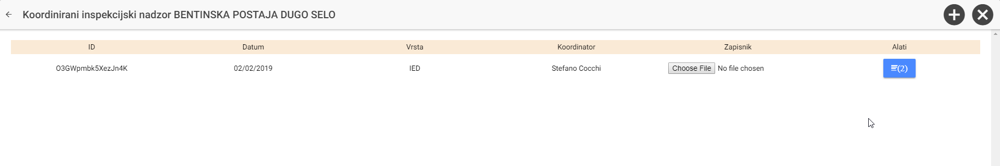 Koordinirani inspekcijski nadzor BENTINSKA POSTAJA DUGO SELO
ID Datum Vrsta Koordinator Zapisnik Alati
O3GWpmbk5XezJn4K 02/02/2019 IED Stefano Cocchi Choose File No file chosen (2)